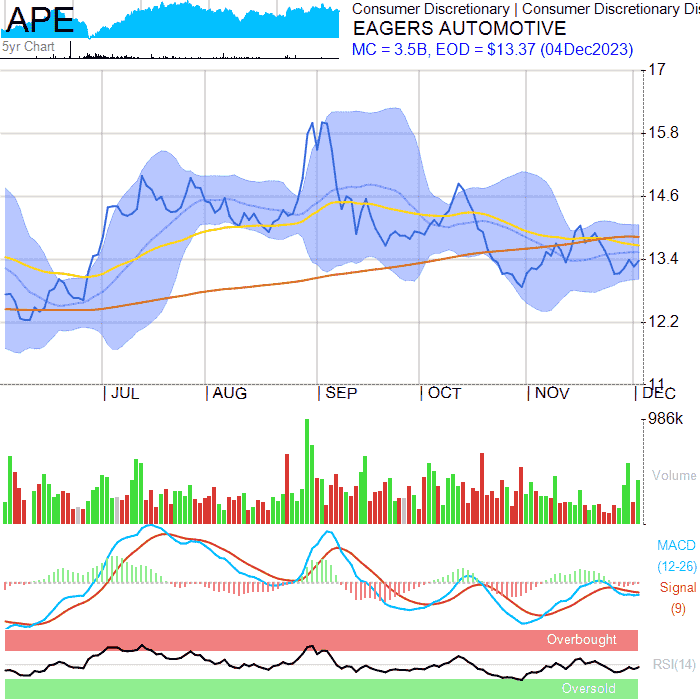 APE
5yr Chart
Consumer Discretionary | Consumer Discretionary Dis
EAGERS AUTOMOTIVE
MC = 3.5B, EOD = $13.37 (04Dec2023)
17
15.8
14.6
13.4
12.2
11
JUL AUG SEP OCT NOV DEC
986k
Volume
MACD
(12-26)
Signal
(9)
Overbought
RSI(14)
Oversold